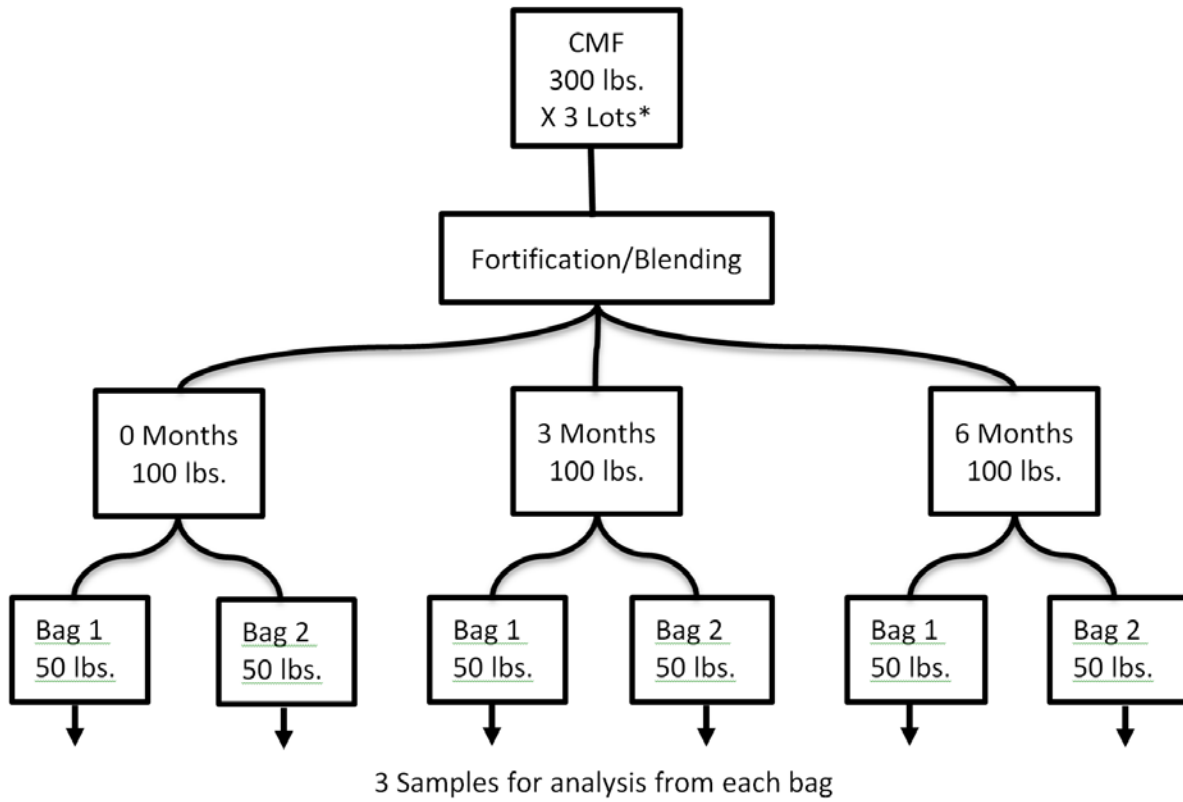 CMF
300 lbs.
X 3 Lots*
Fortification/Blending
0 Months
100 lbs.
3 Months
100 lbs.
6 Months
100 lbs.
Bag 1
50 lbs.
Bag 2
50 lbs.
Bag 1
50 lbs.
Bag 2
50 lbs.
Bag 1
50 lbs.
Bag 2
50 lbs.
3 Samples for analysis from each bag